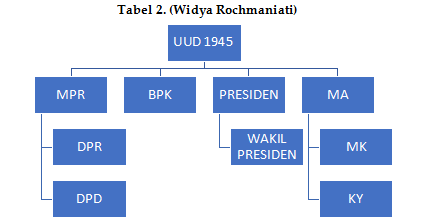 Tabel 2. (Widya Rochmaniati)
UUD 1945
MPR
BPK
PRESIDEN
MA
DPR
WAKIL
PRESIDEN
MK
DPD
KY